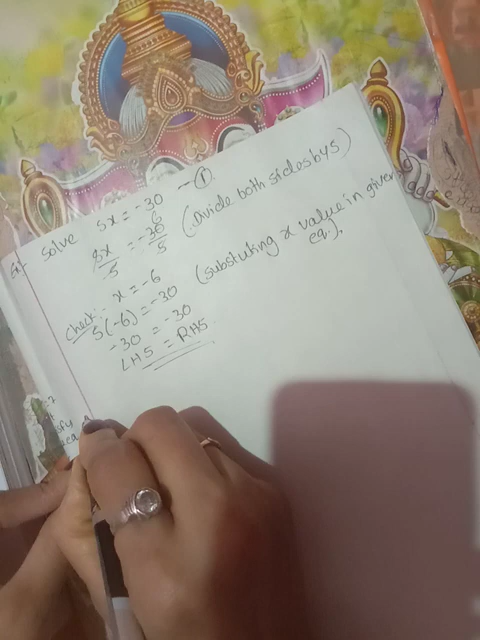 Ex:- Solve 5x = -30 — ①
5x/5 = -30/5 6 (divide both sides by 5)
x = -6
Check:- (substuking x value in given eq.).
5(-6) = -30
-30 = -30
LHS = RHS